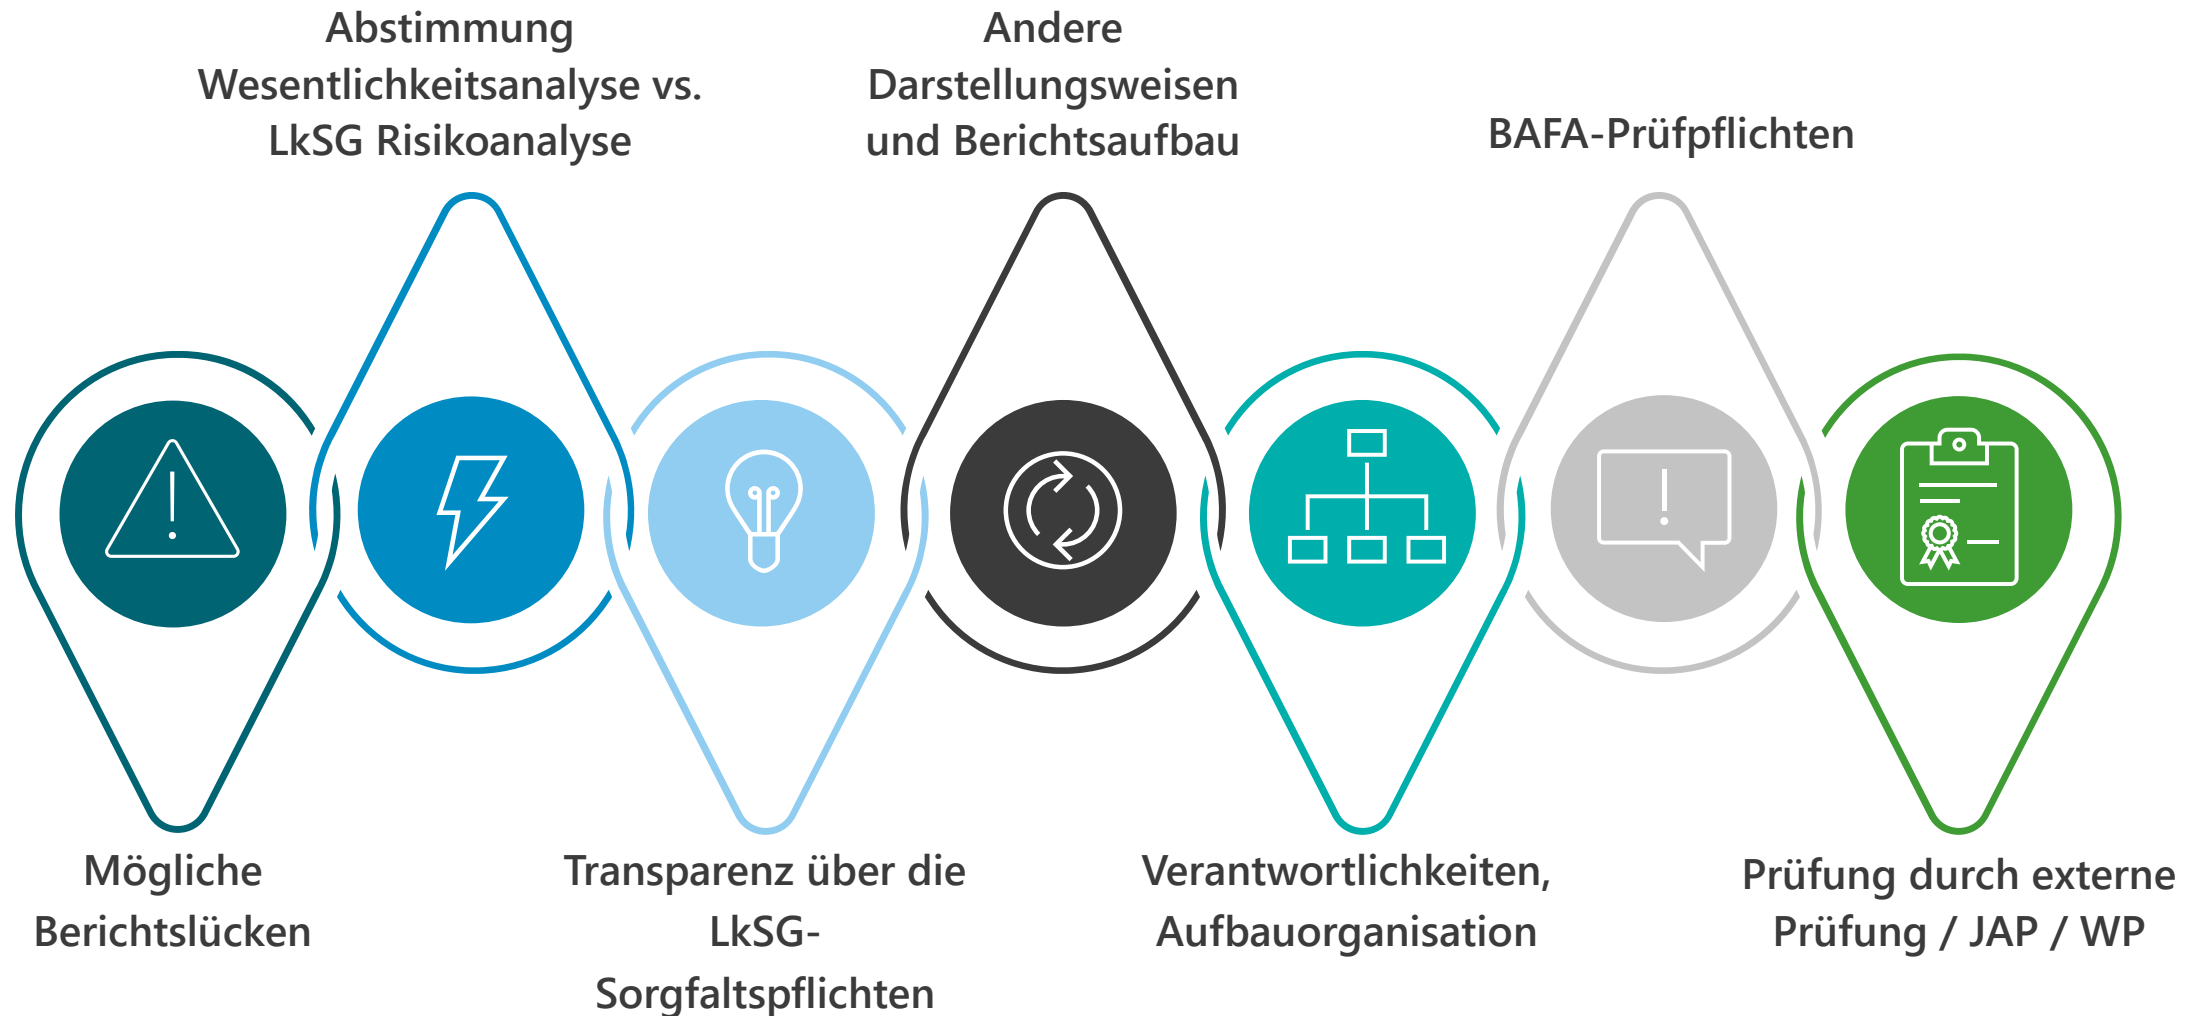 Abstimmung
Wesentlichkeitsanalyse vs.
LkSG Risikoanalyse
Andere
Darstellungsweisen
und Berichtsaufbau
BAFA-Prüfpflichten
Mögliche
Berichtslücken
Transparenz über die
LkSG-
Sorgfaltspflichten
Verantwortlichkeiten,
Aufbauorganisation
Prüfung durch externe
Prüfung / JAP / WP